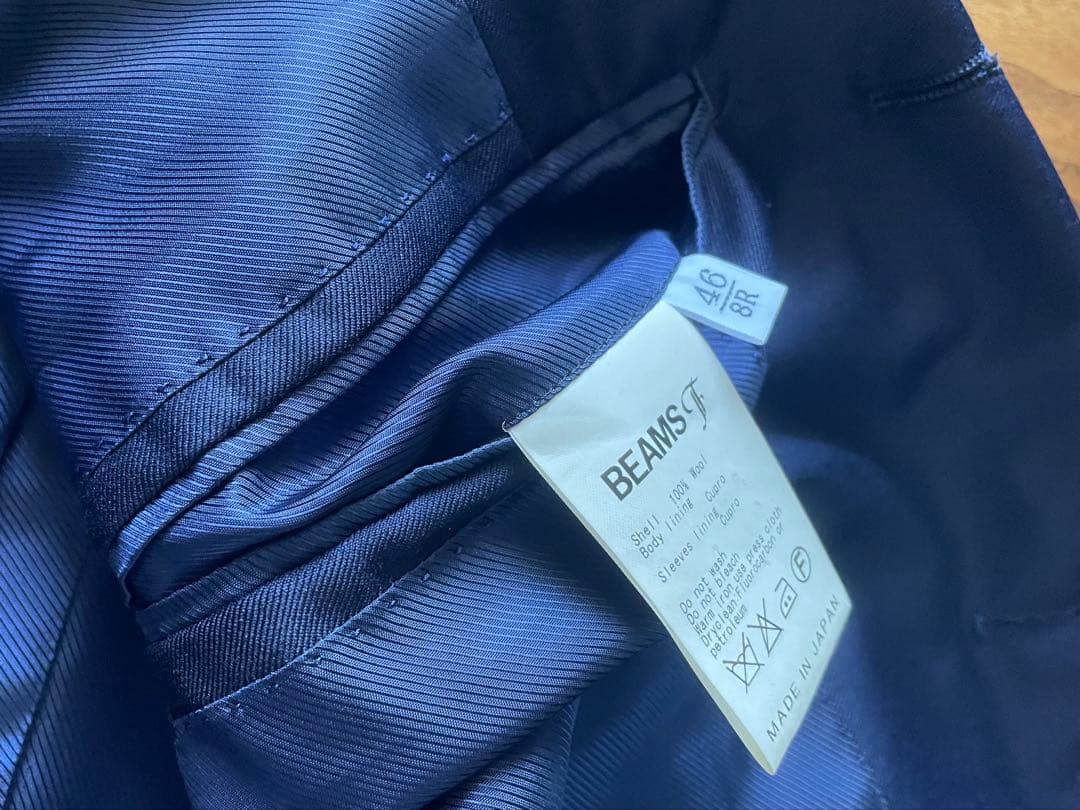 46
8R
BEAMS F
Shell 100% Wool
Body lining Cupro
Sleeves lining Cupro
Do not wash
Do not bleach
Warm iron use press cloth
Dryclean-Fluorocarbon or
petroleum
F
MADE IN JAPAN